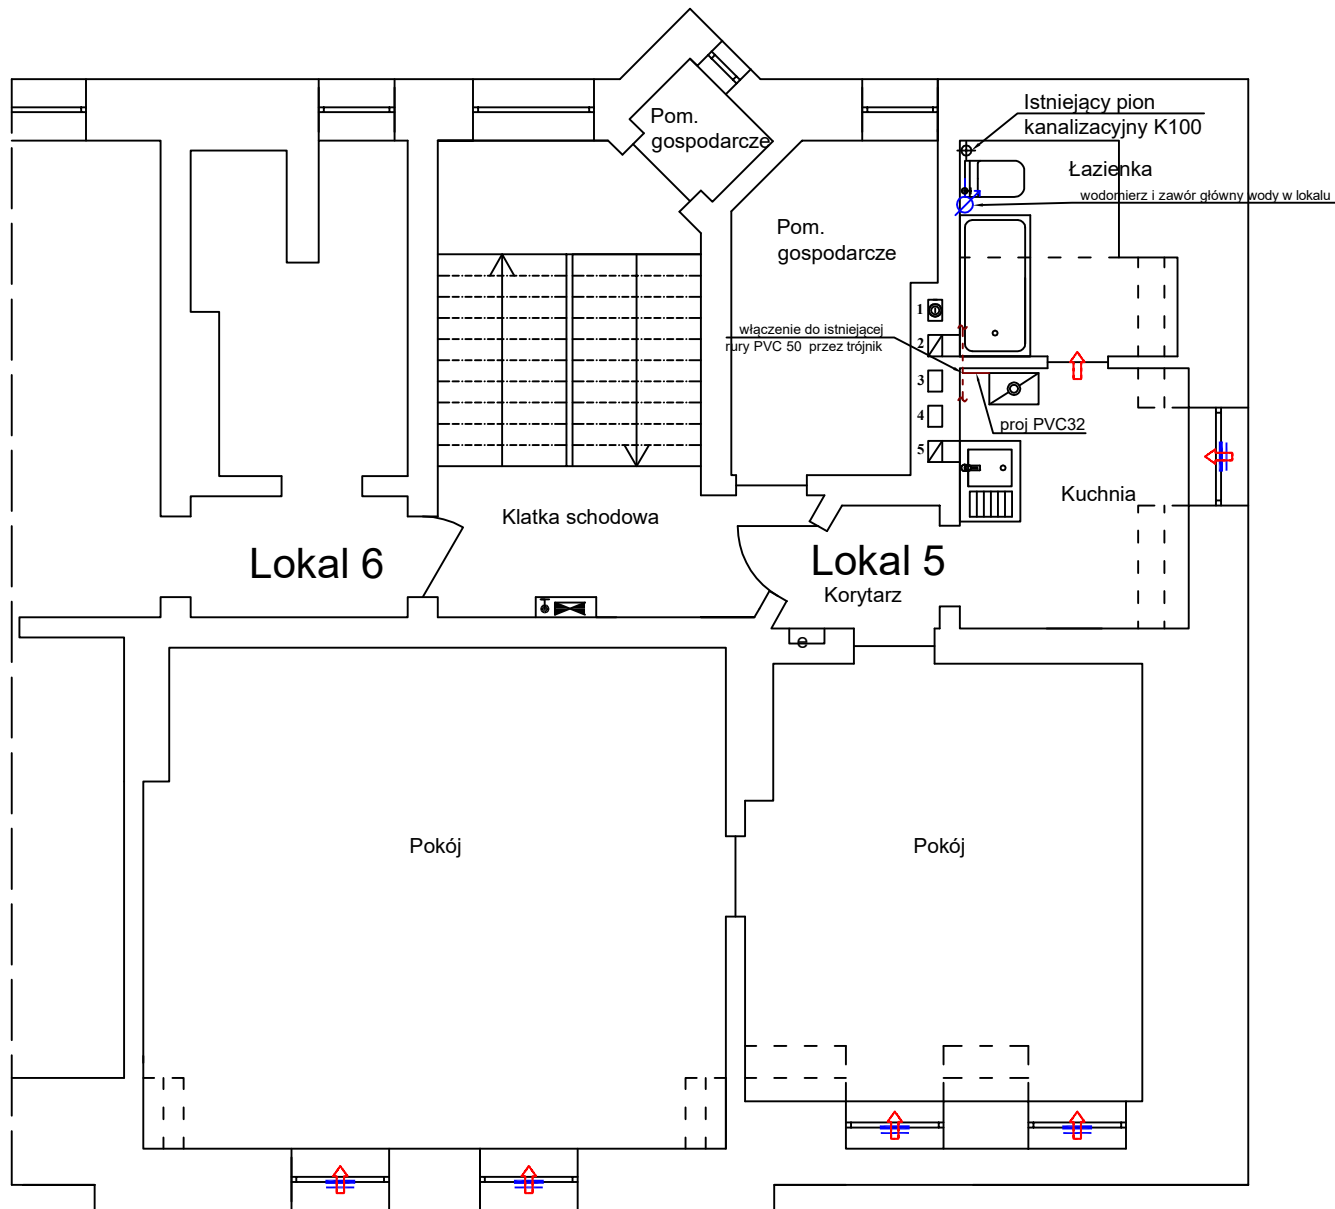 Istniejący pion
kanalizacyjny K100
Pom.
gospodarcze
Łazienka
wodomierz i zawór główny wody w lokalu
Pom.
gospodarcze
1
włączenie do istniejącej
rury PVC 50 przez trójnik
2
3
4
proj PVC32
5
Kuchnia
Klatka schodowa
Lokal 6
Lokal 5
Korytarz
e
Pokój
Pokój